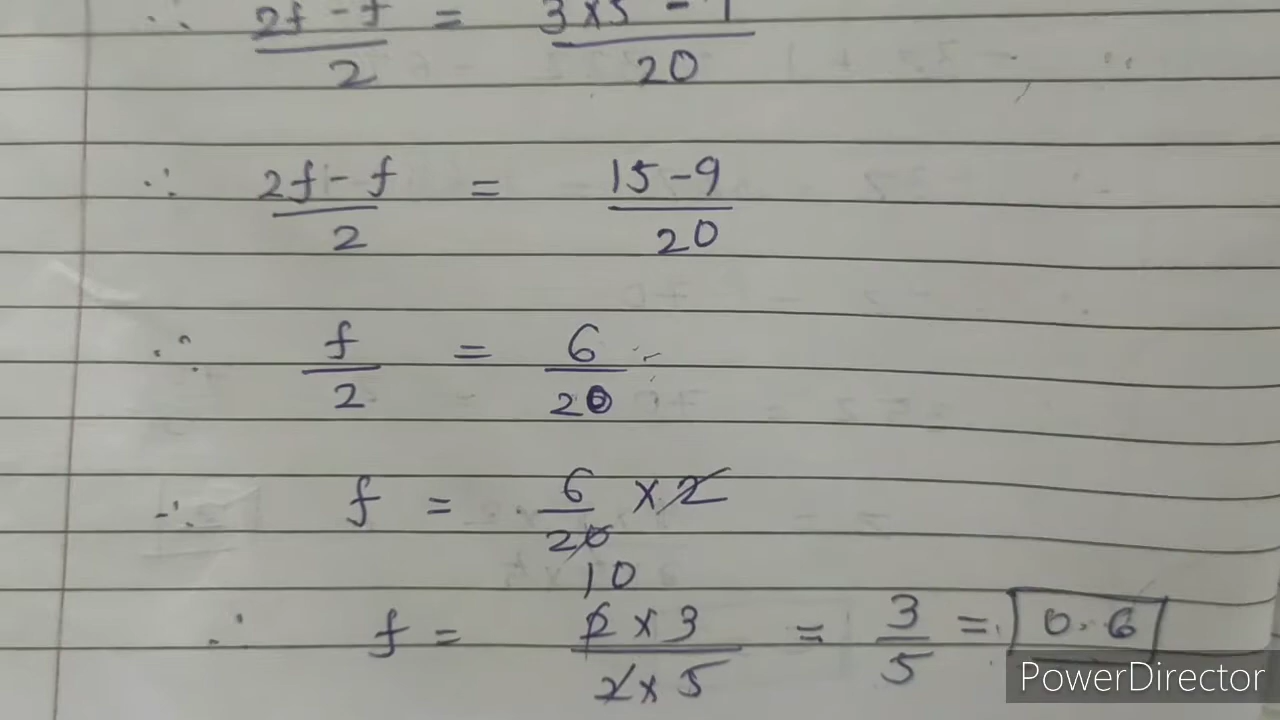 ∴ 2f - f / 2 = 3 x 5 - 9 / 20
∴ 2f - f / 2 = 15 - 9 / 20
∴ f / 2 = 6 / 20
∴ f = 6 / 20 x 2
10
∴ f = 2 x 3 / 2 x 5 = 3 / 5 = 0.6
PowerDirector